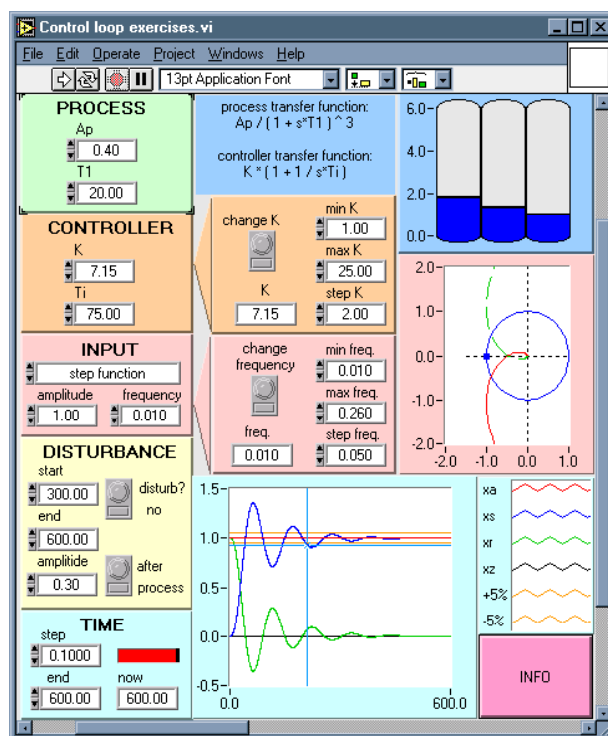 Control loop exercises.vi
File Edit Operate Project Windows Help
13pt Application Font
PROCESS
Ap
0.40
T1
20.00
process transfer function:
Ap / ( 1 + s*T1 ) ^ 3
controller transfer function:
K * ( 1 + 1 / s*Ti )
6.0
4.0
2.0
0.0
CONTROLLER
K
7.15
Ti
75.00
change K
K
7.15
min K
1.00
max K
25.00
step K
2.00
2.0
1.0
0.0
-1.0
-2.0
-2.0 -1.0 0.0 1.0
INPUT
step function
amplitude frequency
1.00 0.010
change
frequency
freq.
0.010
min freq.
0.010
max freq.
0.260
step freq.
0.050
DISTURBANCE
start
300.00
end
600.00
amplitide
0.30
disturb?
no
after
process
1.5
1.0
0.5
0.0
-0.5
0.0 600.0
xa
xs
xr
xz
+5%
-5%
TIME
step
0.1000
end now
600.00 600.00
INFO